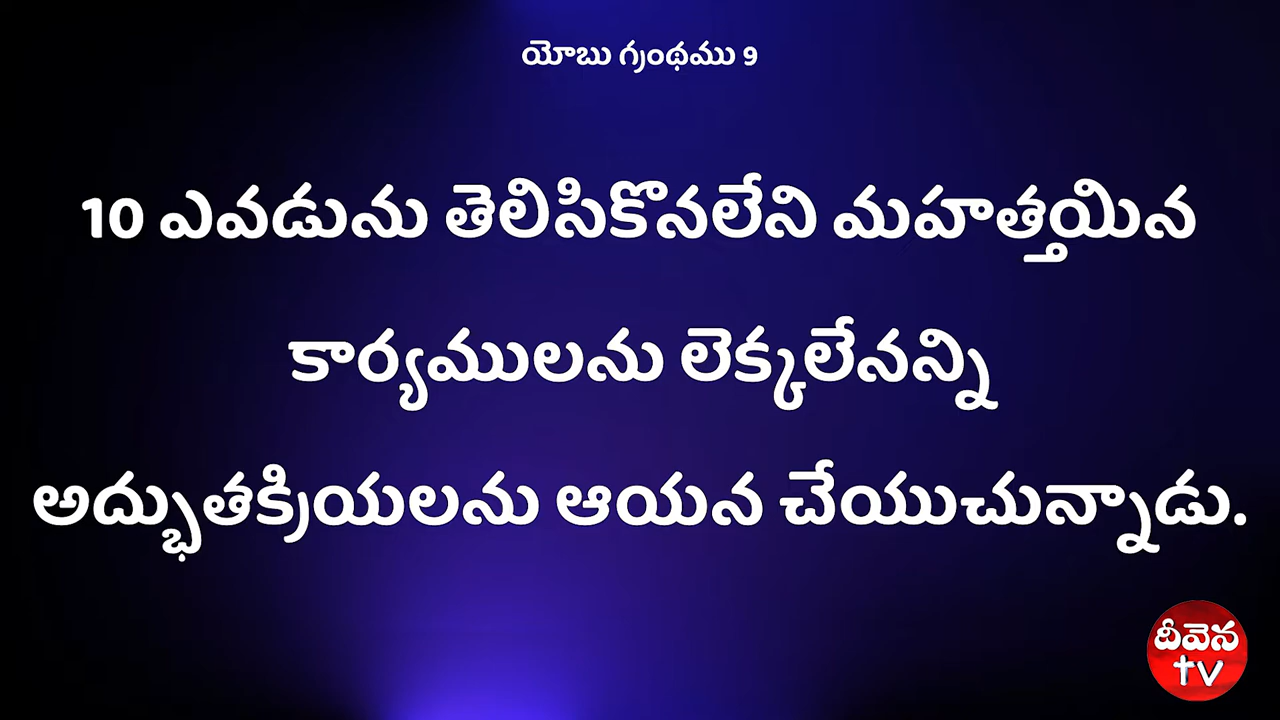 యోబు గ్రంథము 9
10 ఎవడును తెలిసికొనలేని మహత్తయిన
కార్యములను లెక్కలేనన్ని
అద్భుతక్రియలను ఆయన చేయుచున్నాడు.
దీవెన
tv